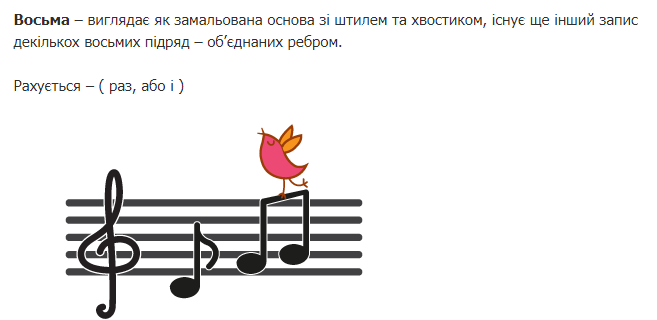 Восьма – виглядає як замальована основа зі штилем та хвостиком, існує ще інший запис
декількох восьмих підряд – об’єднаних ребром.
Рахується – ( раз, або і )